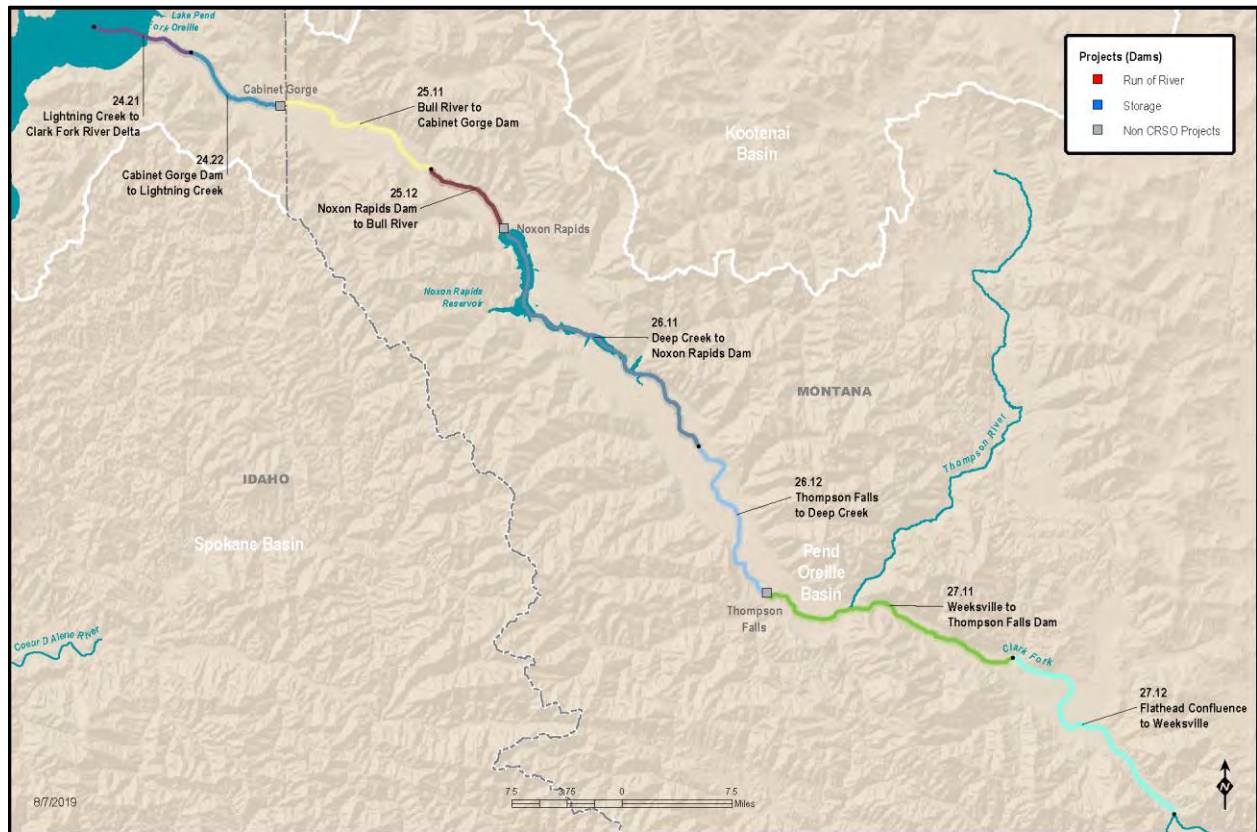 Lake Pend
Oreille
Fork
Projects (Dams)
Run of River
Storage
Non CRSO Projects
24.21
Lightning Creek to
Clark Fork River Delta
Cabinet Gorge
24.22
Cabinet Gorge Dam
to Lightning Creek
25.11
Bull River to
Cabinet Gorge Dam
Kootenai
Basin
25.12
Noxon Rapids Dam
to Bull River
Noxon Rapids
Noxon Rapids
Reservoir
26.11
Deep Creek to
Noxon Rapids Dam
MONTANA
Thompson River
IDAHO
Spokane Basin
26.12
Thompson Falls
to Deep Creek
Pend
Oreille
Basin
Thompson
Falls
27.11
Weeksville to
Thompson Falls Dam
Clark Fork
Coeur D Alene River
27.12
Flathead Confluence
to Weeksville
8/7/2019
7.5 3.75 0 7.5
Miles
N